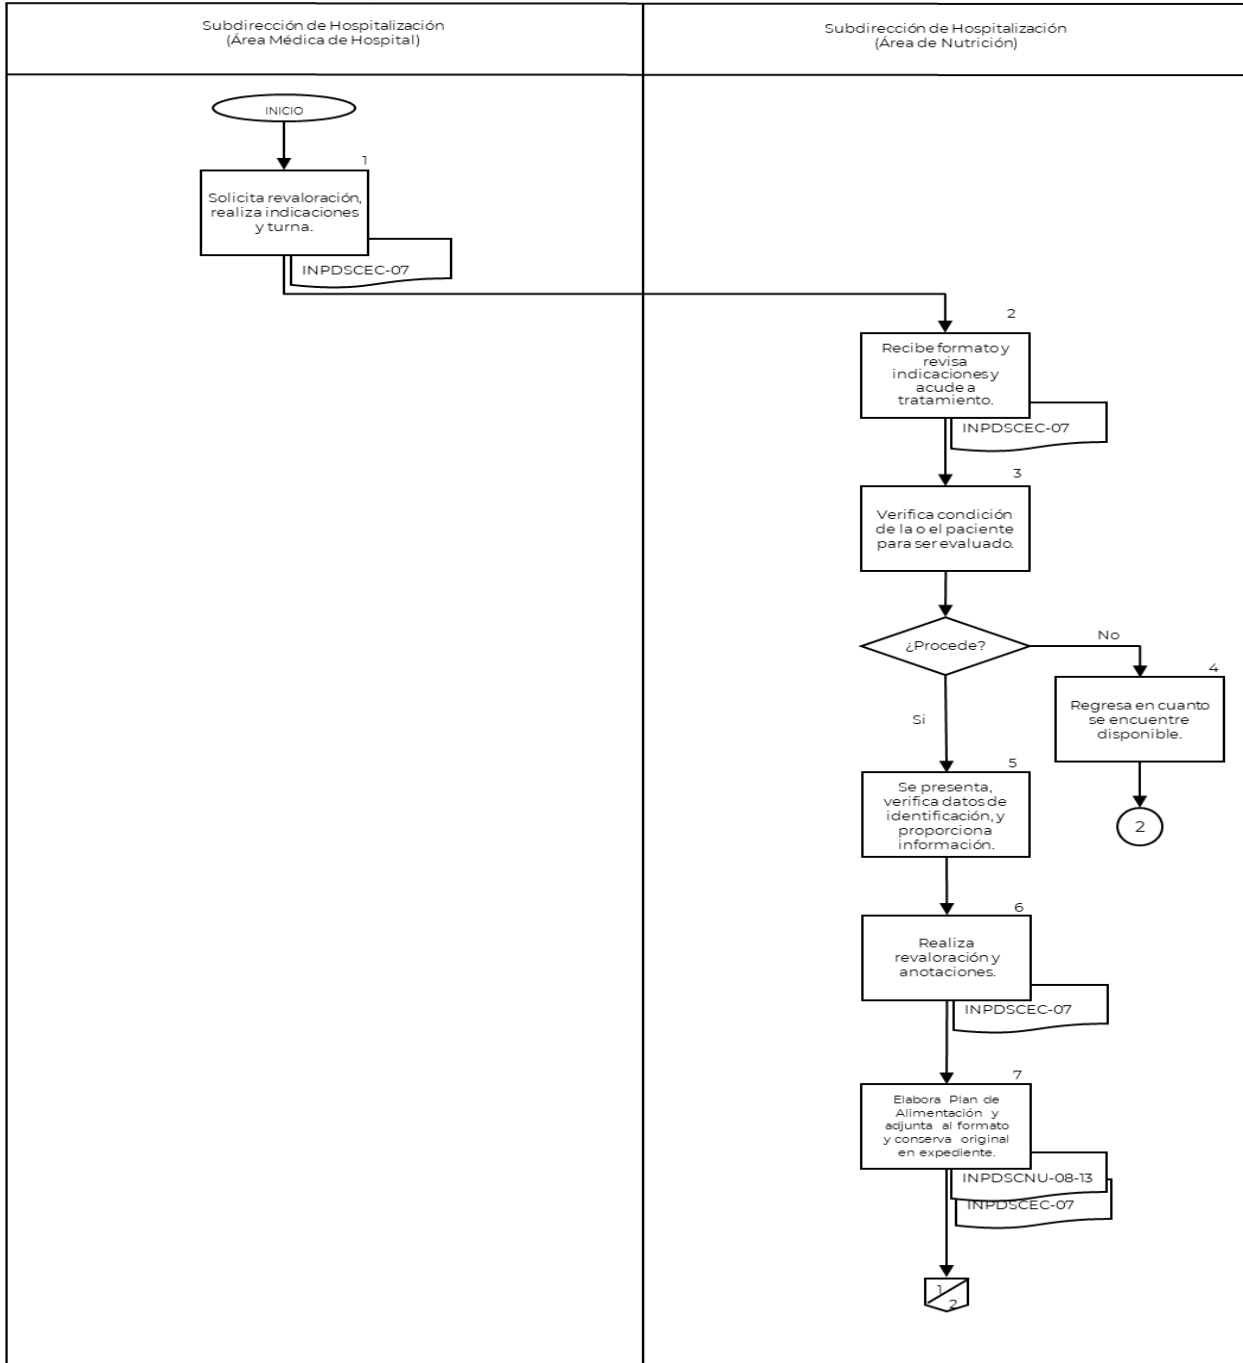 Subdirección de Hospitalización
(Área Médica de Hospital)
Subdirección de Hospitalización
(Área de Nutrición)
INICIO
1
Solicita revaloración,
realiza indicaciones
y turna.
INPDSCEC-07
2
Recibe formato y
revisa
indicaciones y
acude a
tratamiento.
INPDSCEC-07
3
Verifica condición
de la o el paciente
para ser evaluado.
¿Procede?
No
4
Regresa en cuanto
se encuentre
disponible.
2
Si
5
Se presenta,
verifica datos de
identificación, y
proporciona
información.
6
Realiza
revaloración y
anotaciones.
INPDSCEC-07
7
Elabora Plan de
Alimentación y
adjunta al formato
y conserva original
en expediente.
INPDSCNU-08-13
INPDSCEC-07
1
2